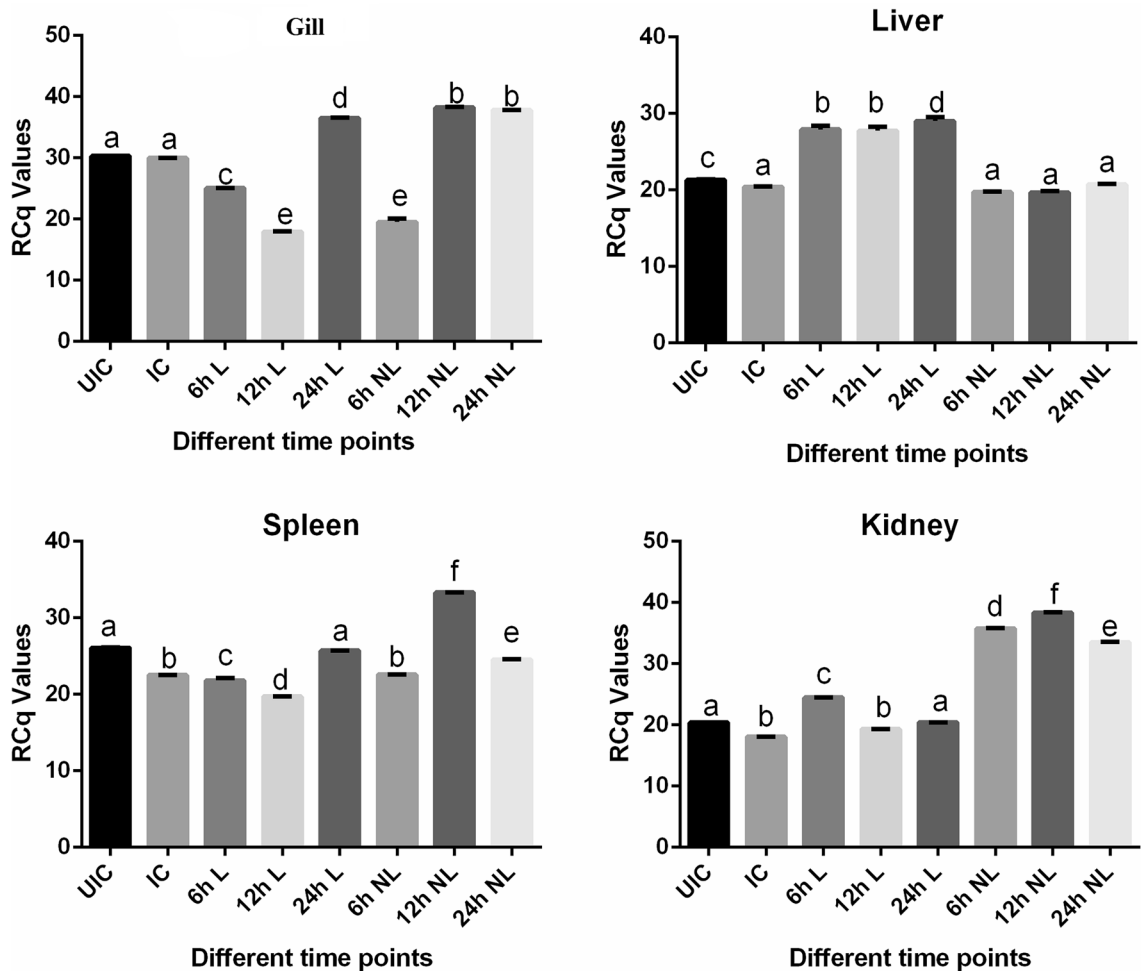 Gill
50
40
30
20
10
0
RCq Values
a a c e d e b b
UIC IC 6h L 12h L 24h L 6h NL 12h NL 24h NL
Different time points
Liver
40
30
20
10
0
RCq Values
c a b b d a a a
UIC IC 6h L 12h L 24h L 6h NL 12h NL 24h NL
Different time points
Spleen
40
30
20
10
0
RCq Values
a b c d a b f e
UIC IC 6h L 12h L 24h L 6h NL 12h NL 24h NL
Different time points
Kidney
50
40
30
20
10
0
RCq Values
a b c b a d f e
UIC IC 6h L 12h L 24h L 6h NL 12h NL 24h NL
Different time points